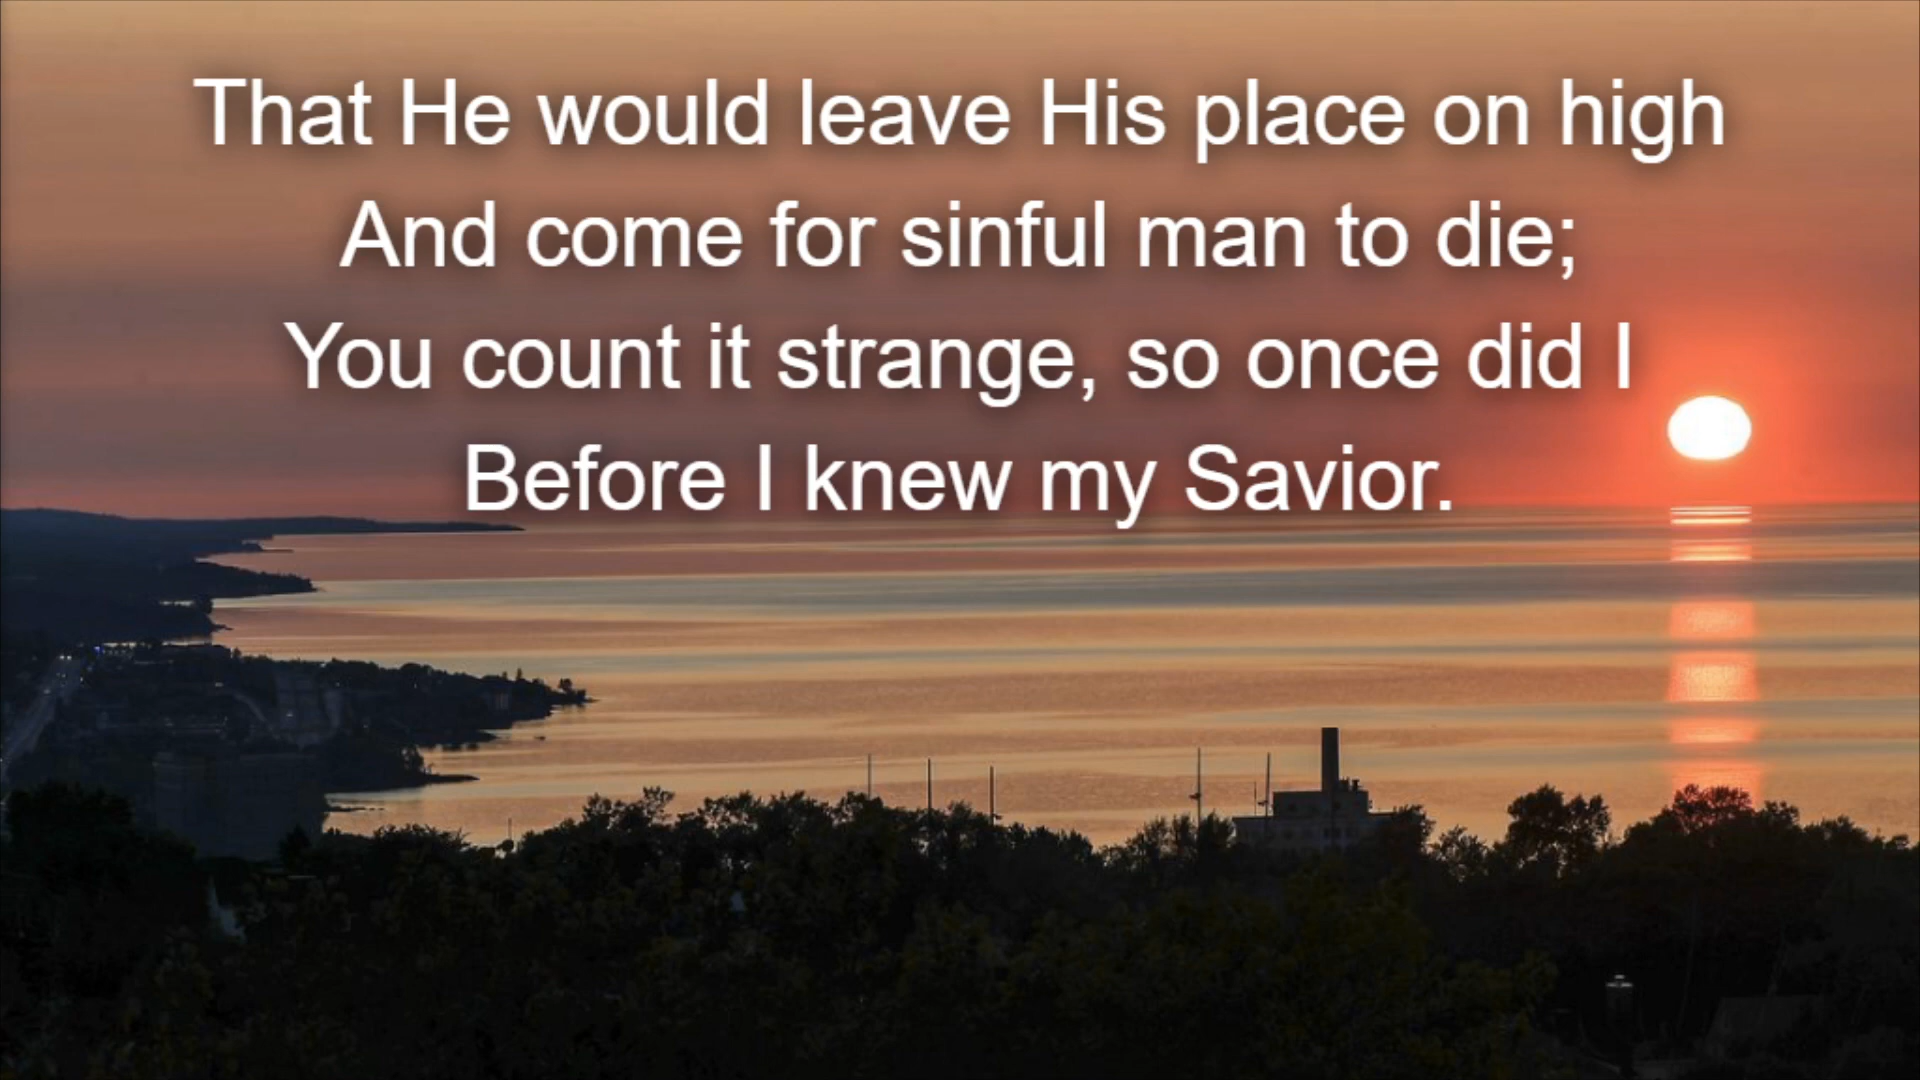 That He would leave His place on high
And come for sinful man to die;
You count it strange, so once did I
Before I knew my Savior.